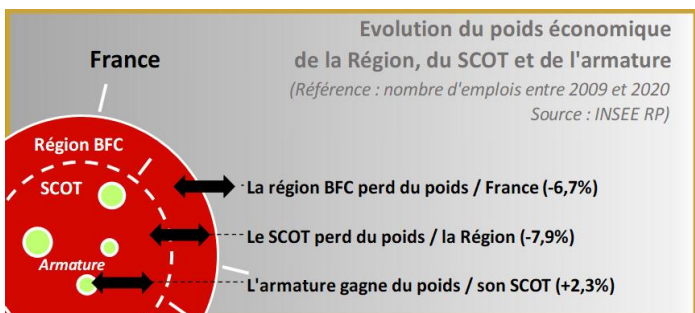 Evolution du poids économique
de la Région, du SCOT et de l'armature
(Référence : nombre d'emplois entre 2009 et 2020
Source : INSEE RP)
France
Région BFC
SCOT
Armature
La région BFC perd du poids / France (-6,7%)
Le SCOT perd du poids / la Région (-7,9%)
L'armature gagne du poids / son SCOT (+2,3%)